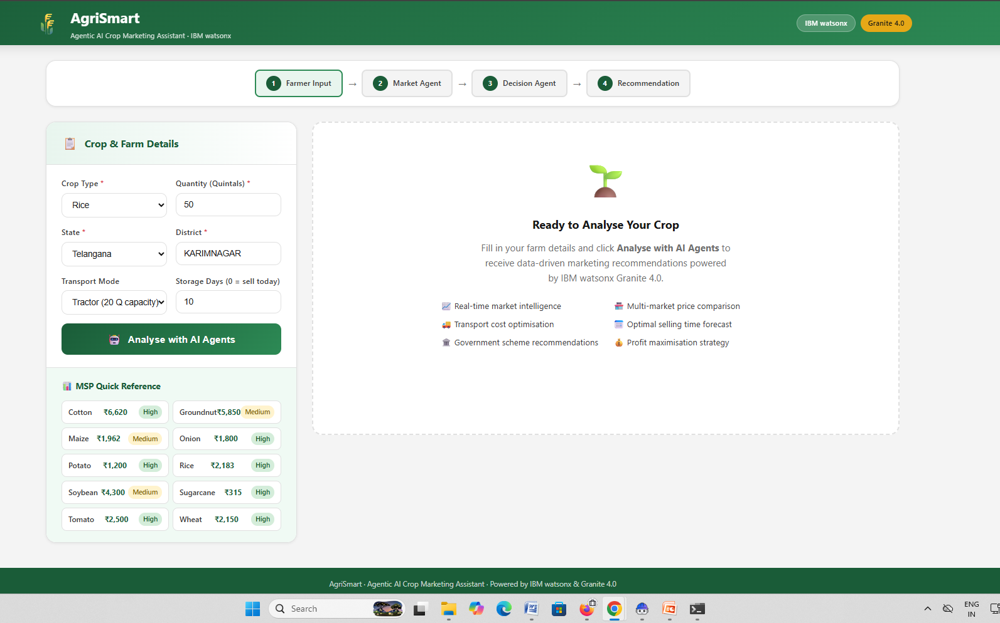 AgriSmart
Agentic AI Crop Marketing Assistant · IBM watsonx
IBM watsonx
Granite 4.0
1 Farmer Input → 2 Market Agent → 3 Decision Agent → 4 Recommendation
Crop & Farm Details
Crop Type *
Quantity (Quintals) *
Rice
50
State *
District *
Telangana
KARIMNAGAR
Transport Mode
Storage Days (0 = sell today)
Tractor (20 Q capacity)
10
Analyse with AI Agents
MSP Quick Reference
Cotton ₹6,620 High
Groundnut ₹5,850 Medium
Maize ₹1,962 Medium
Onion ₹1,800 High
Potato ₹1,200 High
Rice ₹2,183 High
Soybean ₹4,300 Medium
Sugarcane ₹315 High
Tomato ₹2,500 High
Wheat ₹2,150 High
Ready to Analyse Your Crop
Fill in your farm details and click Analyse with AI Agents to
receive data-driven marketing recommendations powered
by IBM watsonx Granite 4.0.
Real-time market intelligence
Multi-market price comparison
Transport cost optimisation
Optimal selling time forecast
Government scheme recommendations
Profit maximisation strategy
AgriSmart · Agentic AI Crop Marketing Assistant · Powered by IBM watsonx & Granite 4.0
Search
ENG
IN